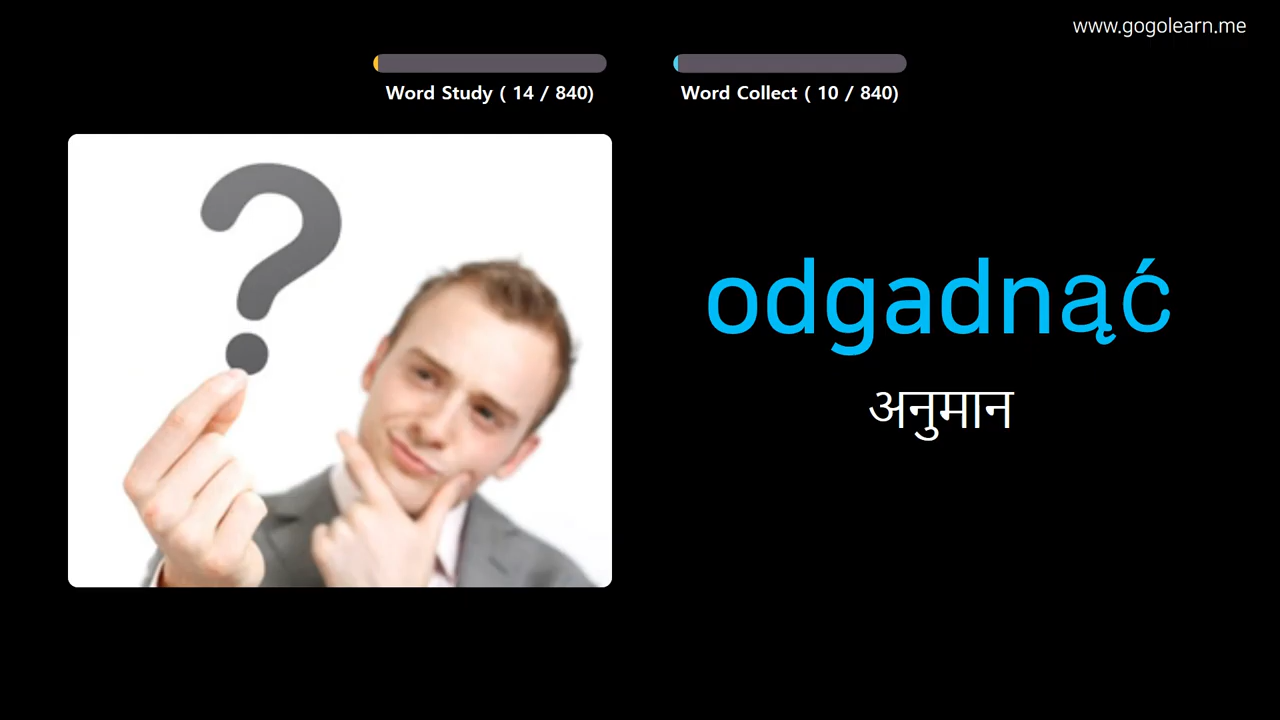 www.gogolearn.me
Word Study ( 14 / 840)
Word Collect ( 10 / 840)
?
odgadnąć
अनुमान